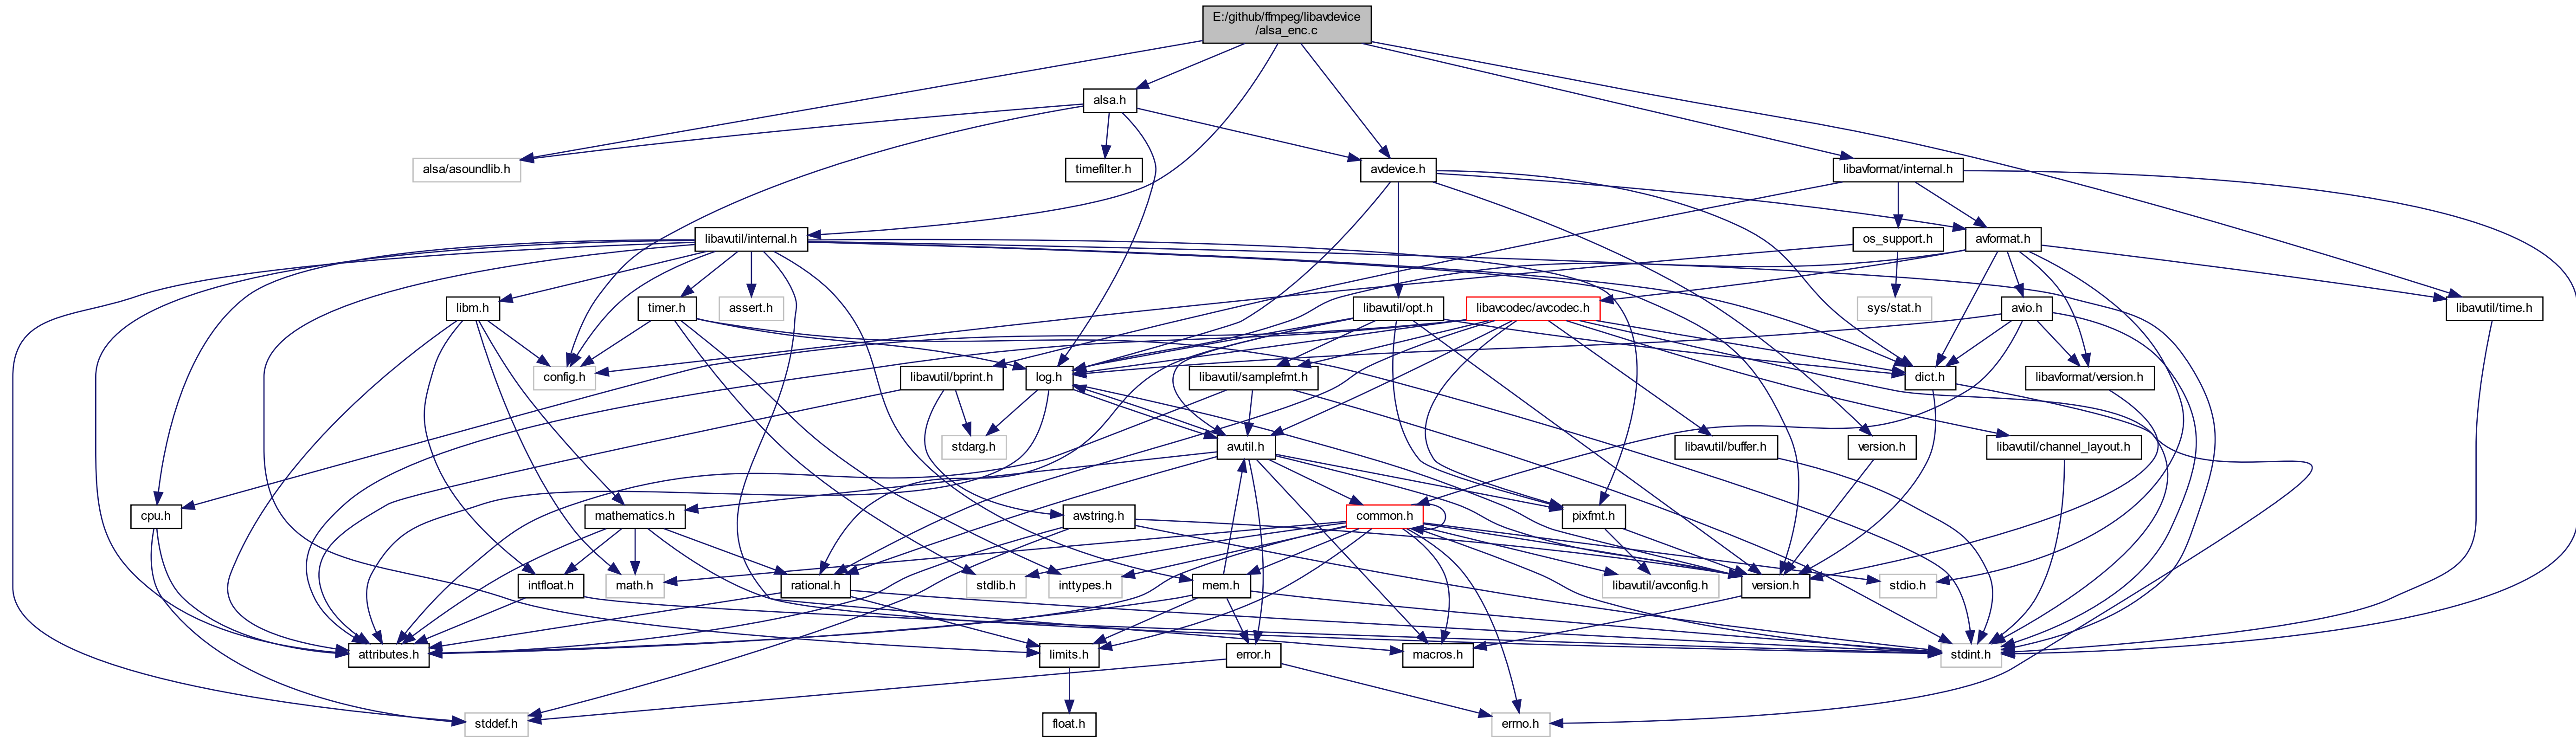 E:/github/ffmpeg/libavdevice
/alsa_enc.c
alsa.h
alsa/asoundlib.h
timefilter.h
avdevice.h
libavformat/internal.h
libavutil/internal.h
os_support.h
avformat.h
libm.h
timer.h
assert.h
libavutil/opt.h
libavcodec/avcodec.h
sys/stat.h
avio.h
libavutil/time.h
config.h
libavutil/bprint.h
log.h
libavutil/samplefmt.h
dict.h
libavformat/version.h
stdarg.h
avutil.h
libavutil/buffer.h
version.h
libavutil/channel_layout.h
cpu.h
mathematics.h
avstring.h
common.h
pixfmt.h
intfloat.h
math.h
rational.h
stdlib.h
inttypes.h
mem.h
libavutil/avconfig.h
version.h
stdio.h
attributes.h
limits.h
error.h
macros.h
stdint.h
stddef.h
float.h
errno.h